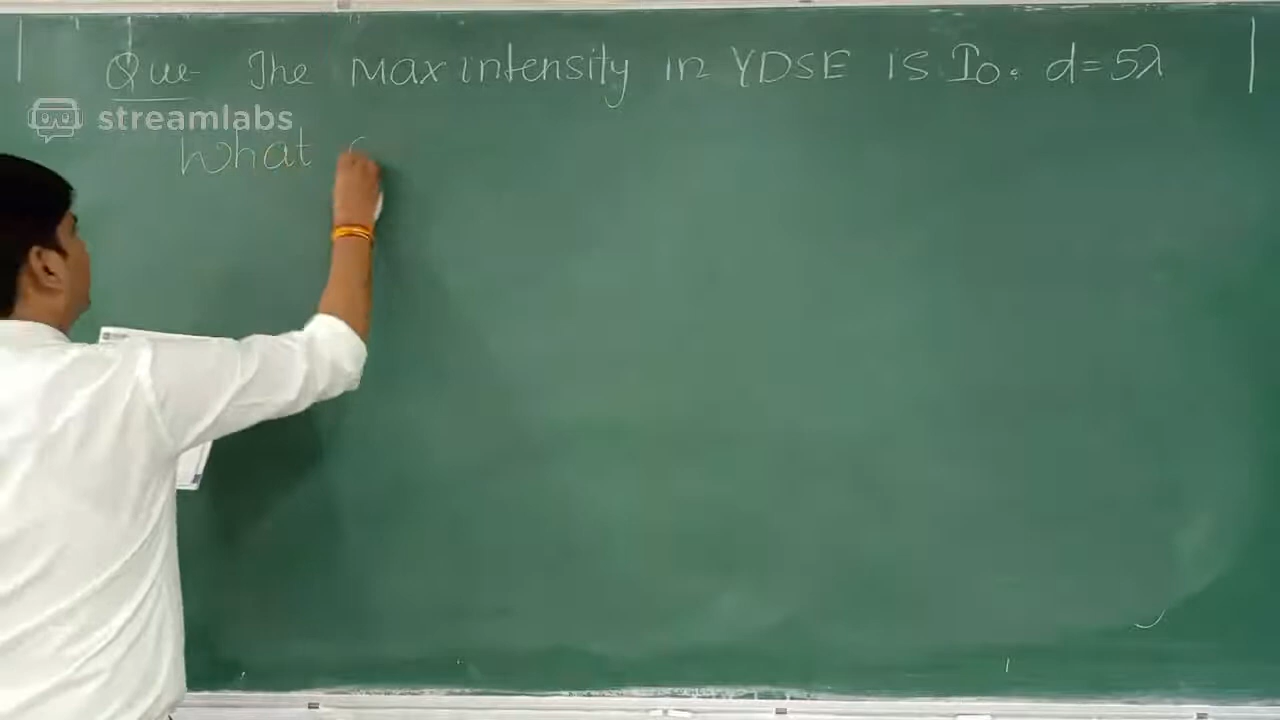 Que The Max intensity in YDSE is I₀. d=5λ
streamlabs
What